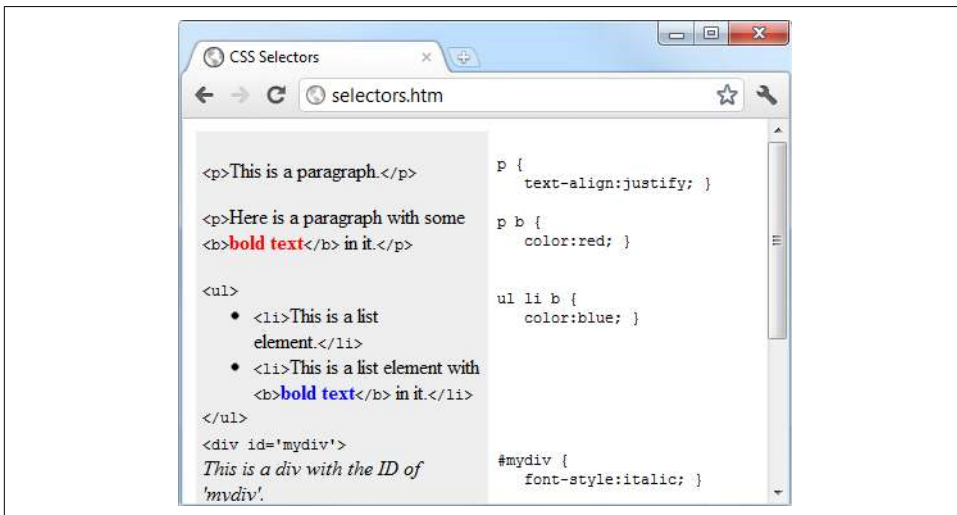 CSS Selectors
selectors.htm
<p>This is a paragraph.</p>
<p>Here is a paragraph with some
<b>bold text</b> in it.</p>
<ul>
• <li>This is a list
element.</li>
• <li>This is a list element with
<b>bold text</b> in it.</li>
</ul>
<div id='mydiv'>
This is a div with the ID of
'mydiv'.
p {
text-align:justify; }
p b {
color:red; }
ul li b {
color:blue; }
#mydiv {
font-style:italic; }